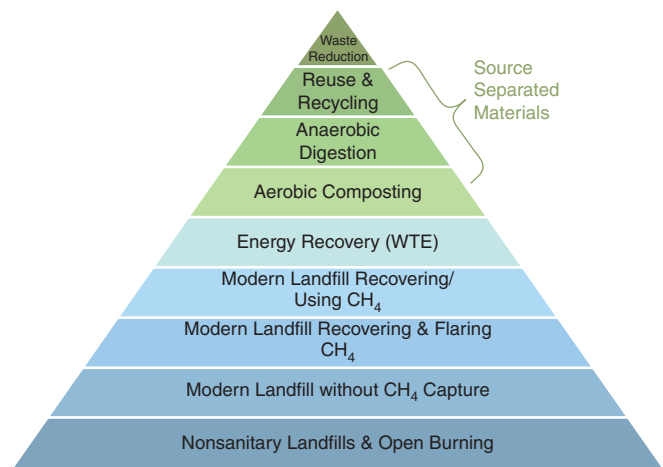 Waste
Reduction
Reuse &
Recycling
Source
Separated
Materials
Anaerobic
Digestion
Aerobic Composting
Energy Recovery (WTE)
Modern Landfill Recovering/
Using CH₄
Modern Landfill Recovering & Flaring
CH₄
Modern Landfill without CH₄ Capture
Nonsanitary Landfills & Open Burning